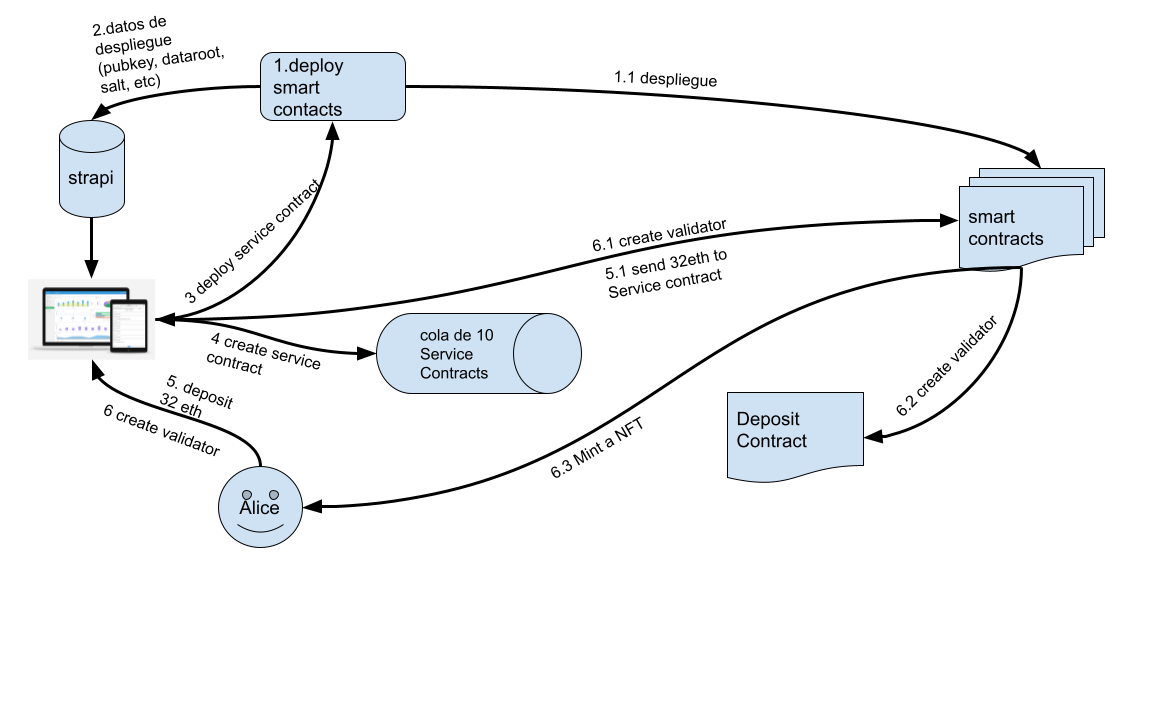 2.datos de
despliegue
(pubkey, dataroot,
salt, etc)
1.deploy
smart
contacts
1.1 despliegue
strapi
3 deploy service contract
smart
contracts
6.1 create validator
5.1 send 32eth to
Service contract
4 create service
contract
cola de 10
Service
Contracts
6.2 create validator
Deposit
Contract
5. deposit
32 eth
6 create validator
6.3 Mint a NFT
Alice